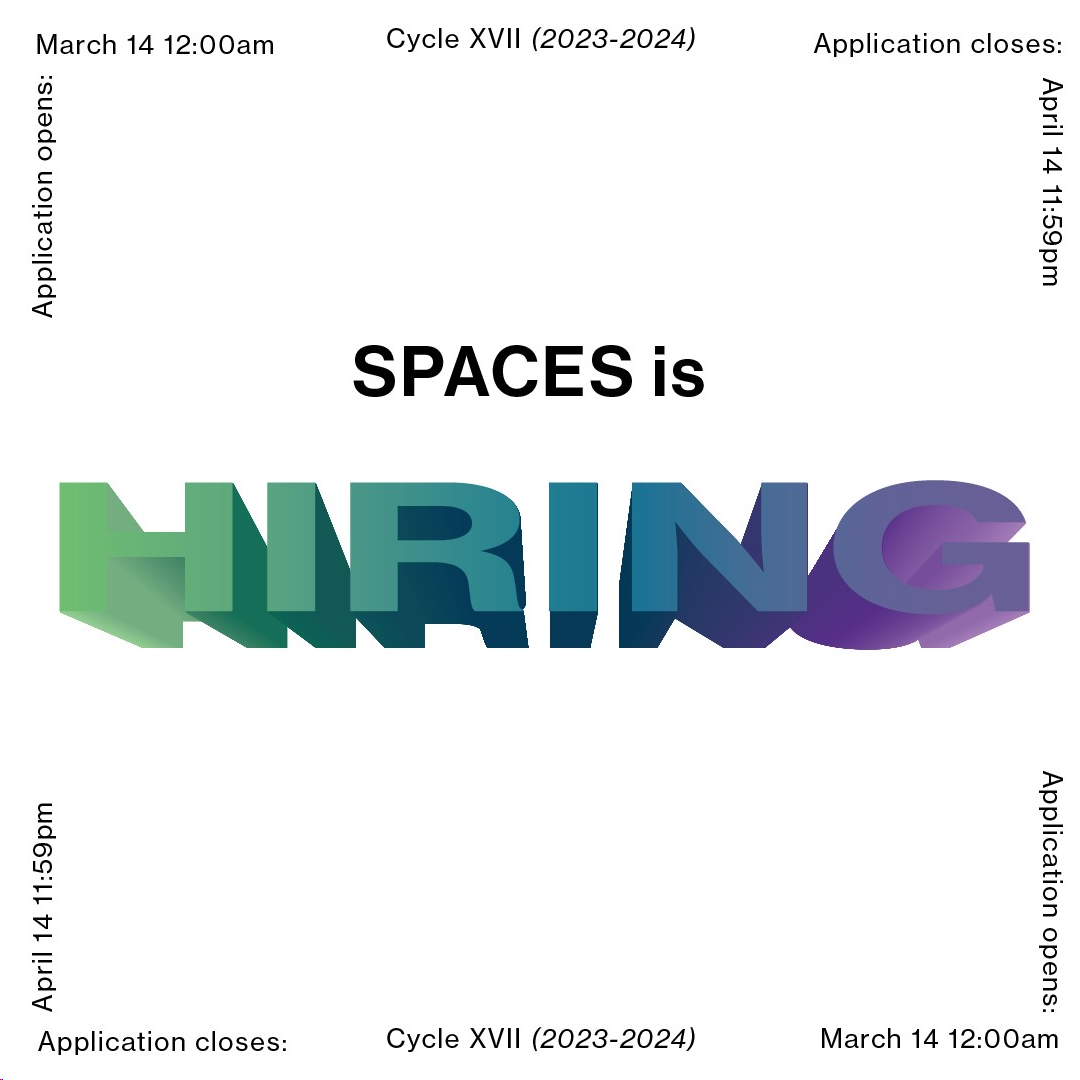 Application opens:
March 14 12:00am
Cycle XVII (2023-2024)
Application closes:
April 14 11:59pm
SPACES is
HIRING
Application closes:
April 14 11:59pm
Cycle XVII (2023-2024)
Application opens:
March 14 12:00am